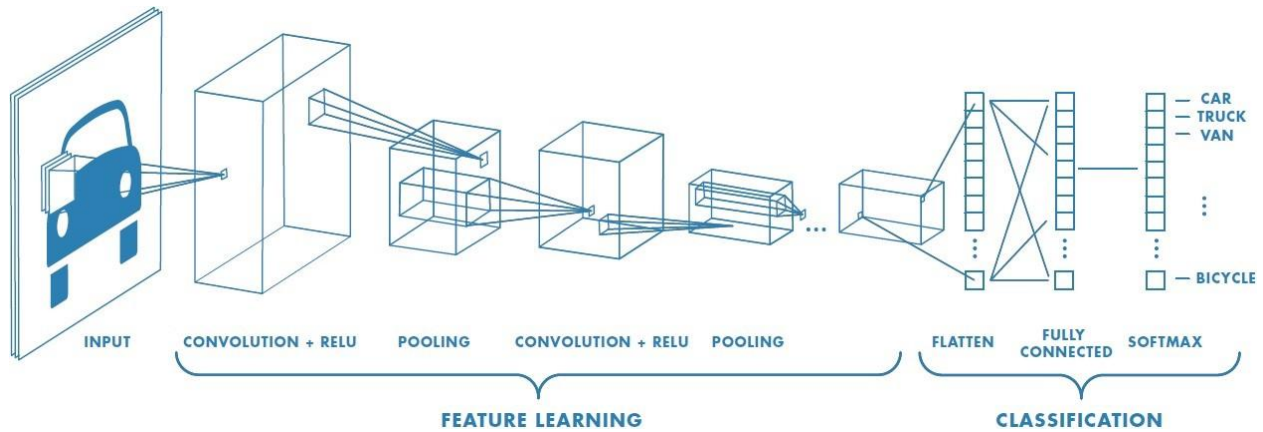 CAR
TRUCK
VAN
BICYCLE
INPUT
CONVOLUTION + RELU
POOLING
CONVOLUTION + RELU
POOLING
FLATTEN
FULLY
CONNECTED
SOFTMAX
FEATURE LEARNING
CLASSIFICATION